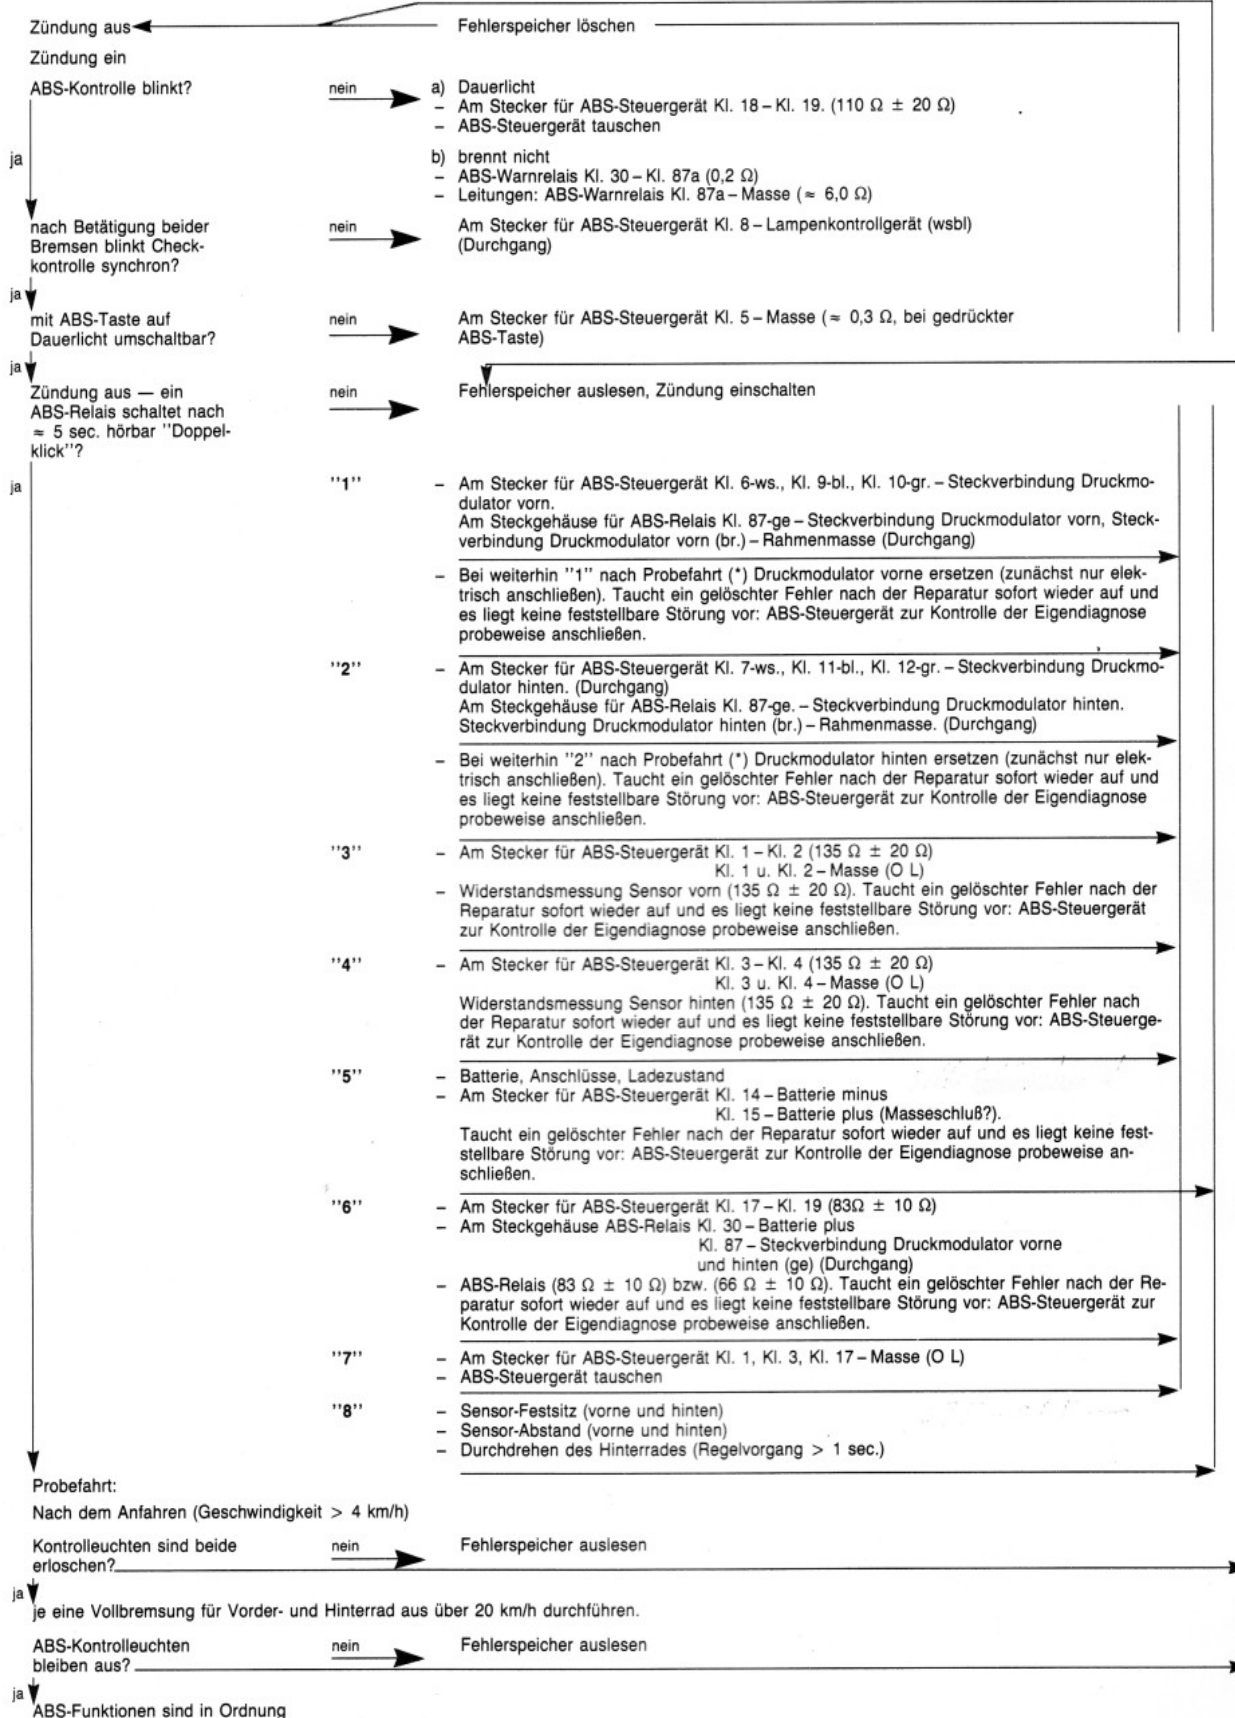 Zündung aus
Fehlerspeicher löschen
Zündung ein
ABS-Kontrolle blinkt?
nein
a) Dauerlicht
– Am Stecker für ABS-Steuergerät Kl. 18 – Kl. 19. (110 Ω ± 20 Ω)
– ABS-Steuergerät tauschen
ja
b) brennt nicht
– ABS-Warnrelais Kl. 30 – Kl. 87a (0,2 Ω)
– Leitungen: ABS-Warnrelais Kl. 87a – Masse (≈ 6,0 Ω)
nach Betätigung beider
Bremsen blinkt Check-
kontrolle synchron?
nein
Am Stecker für ABS-Steuergerät Kl. 8 – Lampenkontrollgerät (wsbl)
(Durchgang)
ja
mit ABS-Taste auf
Dauerlicht umschaltbar?
nein
Am Stecker für ABS-Steuergerät Kl. 5 – Masse (≈ 0,3 Ω, bei gedrückter
ABS-Taste)
ja
Zündung aus — ein
ABS-Relais schaltet nach
≈ 5 sec. hörbar "Doppel-
klick"?
nein
Fehlerspeicher auslesen, Zündung einschalten
ja
"1"
– Am Stecker für ABS-Steuergerät Kl. 6-ws., Kl. 9-bl., Kl. 10-gr. – Steckverbindung Druckmo-
dulator vorn.
Am Steckgehäuse für ABS-Relais Kl. 87-ge – Steckverbindung Druckmodulator vorn, Steck-
verbindung Druckmodulator vorn (br.) – Rahmenmasse (Durchgang)
– Bei weiterhin "1" nach Probefahrt (*) Druckmodulator vorne ersetzen (zunächst nur elek-
trisch anschließen). Taucht ein gelöschter Fehler nach der Reparatur sofort wieder auf und
es liegt keine feststellbare Störung vor: ABS-Steuergerät zur Kontrolle der Eigendiagnose
probeweise anschließen.
"2"
– Am Stecker für ABS-Steuergerät Kl. 7-ws., Kl. 11-bl., Kl. 12-gr. – Steckverbindung Druckmo-
dulator hinten. (Durchgang)
Am Steckgehäuse für ABS-Relais Kl. 87-ge. – Steckverbindung Druckmodulator hinten.
Steckverbindung Druckmodulator hinten (br.) – Rahmenmasse. (Durchgang)
– Bei weiterhin "2" nach Probefahrt (*) Druckmodulator hinten ersetzen (zunächst nur elek-
trisch anschließen). Taucht ein gelöschter Fehler nach der Reparatur sofort wieder auf und
es liegt keine feststellbare Störung vor: ABS-Steuergerät zur Kontrolle der Eigendiagnose
probeweise anschließen.
"3"
– Am Stecker für ABS-Steuergerät Kl. 1 – Kl. 2 (135 Ω ± 20 Ω)
Kl. 1 u. Kl. 2 – Masse (O L)
– Widerstandsmessung Sensor vorn (135 Ω ± 20 Ω). Taucht ein gelöschter Fehler nach der
Reparatur sofort wieder auf und es liegt keine feststellbare Störung vor: ABS-Steuergerät
zur Kontrolle der Eigendiagnose probeweise anschließen.
"4"
– Am Stecker für ABS-Steuergerät Kl. 3 – Kl. 4 (135 Ω ± 20 Ω)
Kl. 3 u. Kl. 4 – Masse (O L)
Widerstandsmessung Sensor hinten (135 Ω ± 20 Ω). Taucht ein gelöschter Fehler nach
der Reparatur sofort wieder auf und es liegt keine feststellbare Störung vor: ABS-Steuerge-
rät zur Kontrolle der Eigendiagnose probeweise anschließen.
"5"
– Batterie, Anschlüsse, Ladezustand
– Am Stecker für ABS-Steuergerät Kl. 14 – Batterie minus
Kl. 15 – Batterie plus (Masseschluß?).
Taucht ein gelöschter Fehler nach der Reparatur sofort wieder auf und es liegt keine fest-
stellbare Störung vor: ABS-Steuergerät zur Kontrolle der Eigendiagnose probeweise an-
schließen.
"6"
– Am Stecker für ABS-Steuergerät Kl. 17 – Kl. 19 (83Ω ± 10 Ω)
– Am Steckgehäuse ABS-Relais Kl. 30 – Batterie plus
Kl. 87 – Steckverbindung Druckmodulator vorne
und hinten (ge) (Durchgang)
– ABS-Relais (83 Ω ± 10 Ω) bzw. (66 Ω ± 10 Ω). Taucht ein gelöschter Fehler nach der Re-
paratur sofort wieder auf und es liegt keine feststellbare Störung vor: ABS-Steuergerät zur
Kontrolle der Eigendiagnose probeweise anschließen.
"7"
– Am Stecker für ABS-Steuergerät Kl. 1, Kl. 3, Kl. 17 – Masse (O L)
– ABS-Steuergerät tauschen
"8"
– Sensor-Festsitz (vorne und hinten)
– Sensor-Abstand (vorne und hinten)
– Durchdrehen des Hinterrades (Regelvorgang > 1 sec.)
Probefahrt:
Nach dem Anfahren (Geschwindigkeit > 4 km/h)
Kontrolleuchten sind beide
erloschen?
nein
Fehlerspeicher auslesen
ja
je eine Vollbremsung für Vorder- und Hinterrad aus über 20 km/h durchführen.
ABS-Kontrolleuchten
bleiben aus?
nein
Fehlerspeicher auslesen
ja
ABS-Funktionen sind in Ordnung